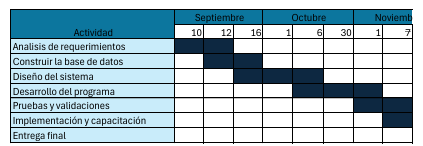 Septiembre Octubre Noviemb
Actividad 10 12 16 1 6 30 1 7
Analisis de requerimientos
Construir la base de datos
Diseño del sistema
Desarrollo del programa
Pruebas y validaciones
Implementación y capacitación
Entrega final